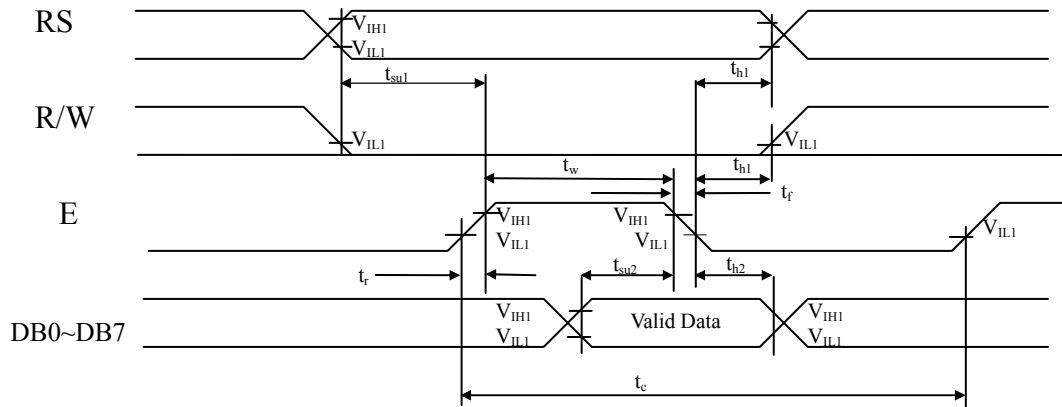 RS
V_IH1
V_IL1
t_su1
t_h1
R/W
V_IL1
V_IL1
t_w
t_h1
t_f
E
V_IH1
V_IH1
V_IL1
V_IL1
V_IL1
t_r
t_su2
t_h2
DB0~DB7
V_IH1
Valid Data
V_IH1
V_IL1
V_IL1
t_c